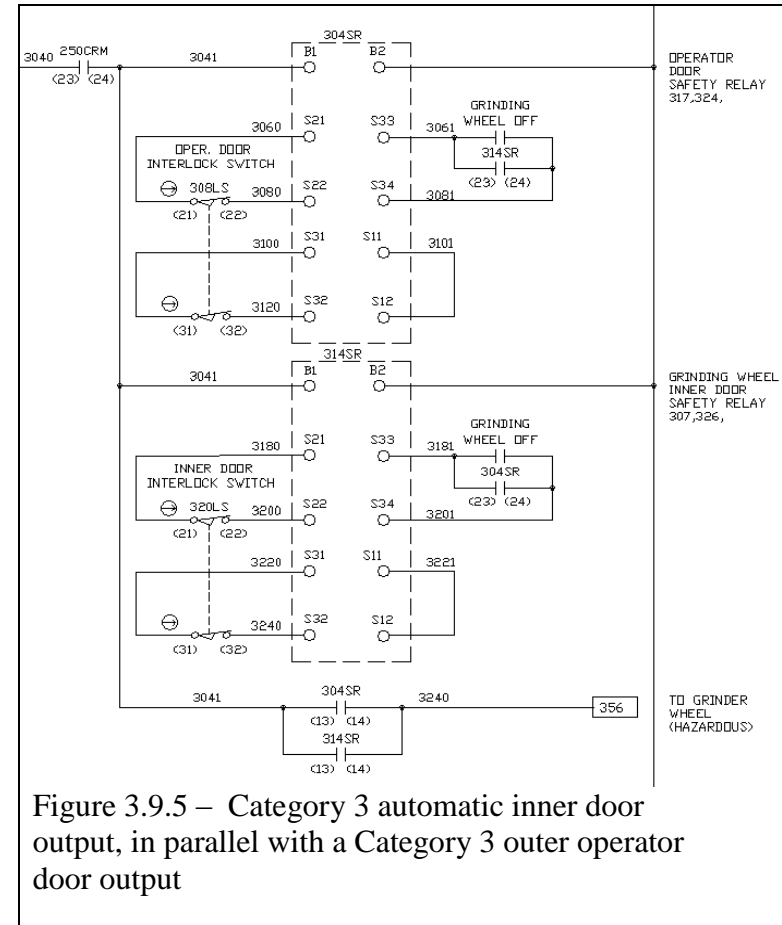 304SR
3040 250CRM 3041 B1 B2 OPERATOR
(23) (24) DOOR
SAFETY RELAY
317,324,
GRINDING
3060 S21 S33 3061 WHEEL OFF
OPER. DOOR 314SR
INTERLOCK SWITCH
308LS 3080 S22 S34 3081 (23) (24)
(21) (22)
3100 S31 S11 3101
3120 S32 S12
(31) (32)
314SR
3041 B1 B2 GRINDING WHEEL
INNER DOOR
SAFETY RELAY
307,326,
GRINDING
3180 S21 S33 3181 WHEEL OFF
INNER DOOR 304SR
INTERLOCK SWITCH
320LS 3200 S22 S34 3201 (23) (24)
(21) (22)
3220 S31 S11 3221
3240 S32 S12
(31) (32)
3041 304SR 3240 356 TO GRINDER
(13) (14) WHEEL
314SR (HAZARDOUS)
(13) (14)
Figure 3.9.5 – Category 3 automatic inner door
output, in parallel with a Category 3 outer operator
door output